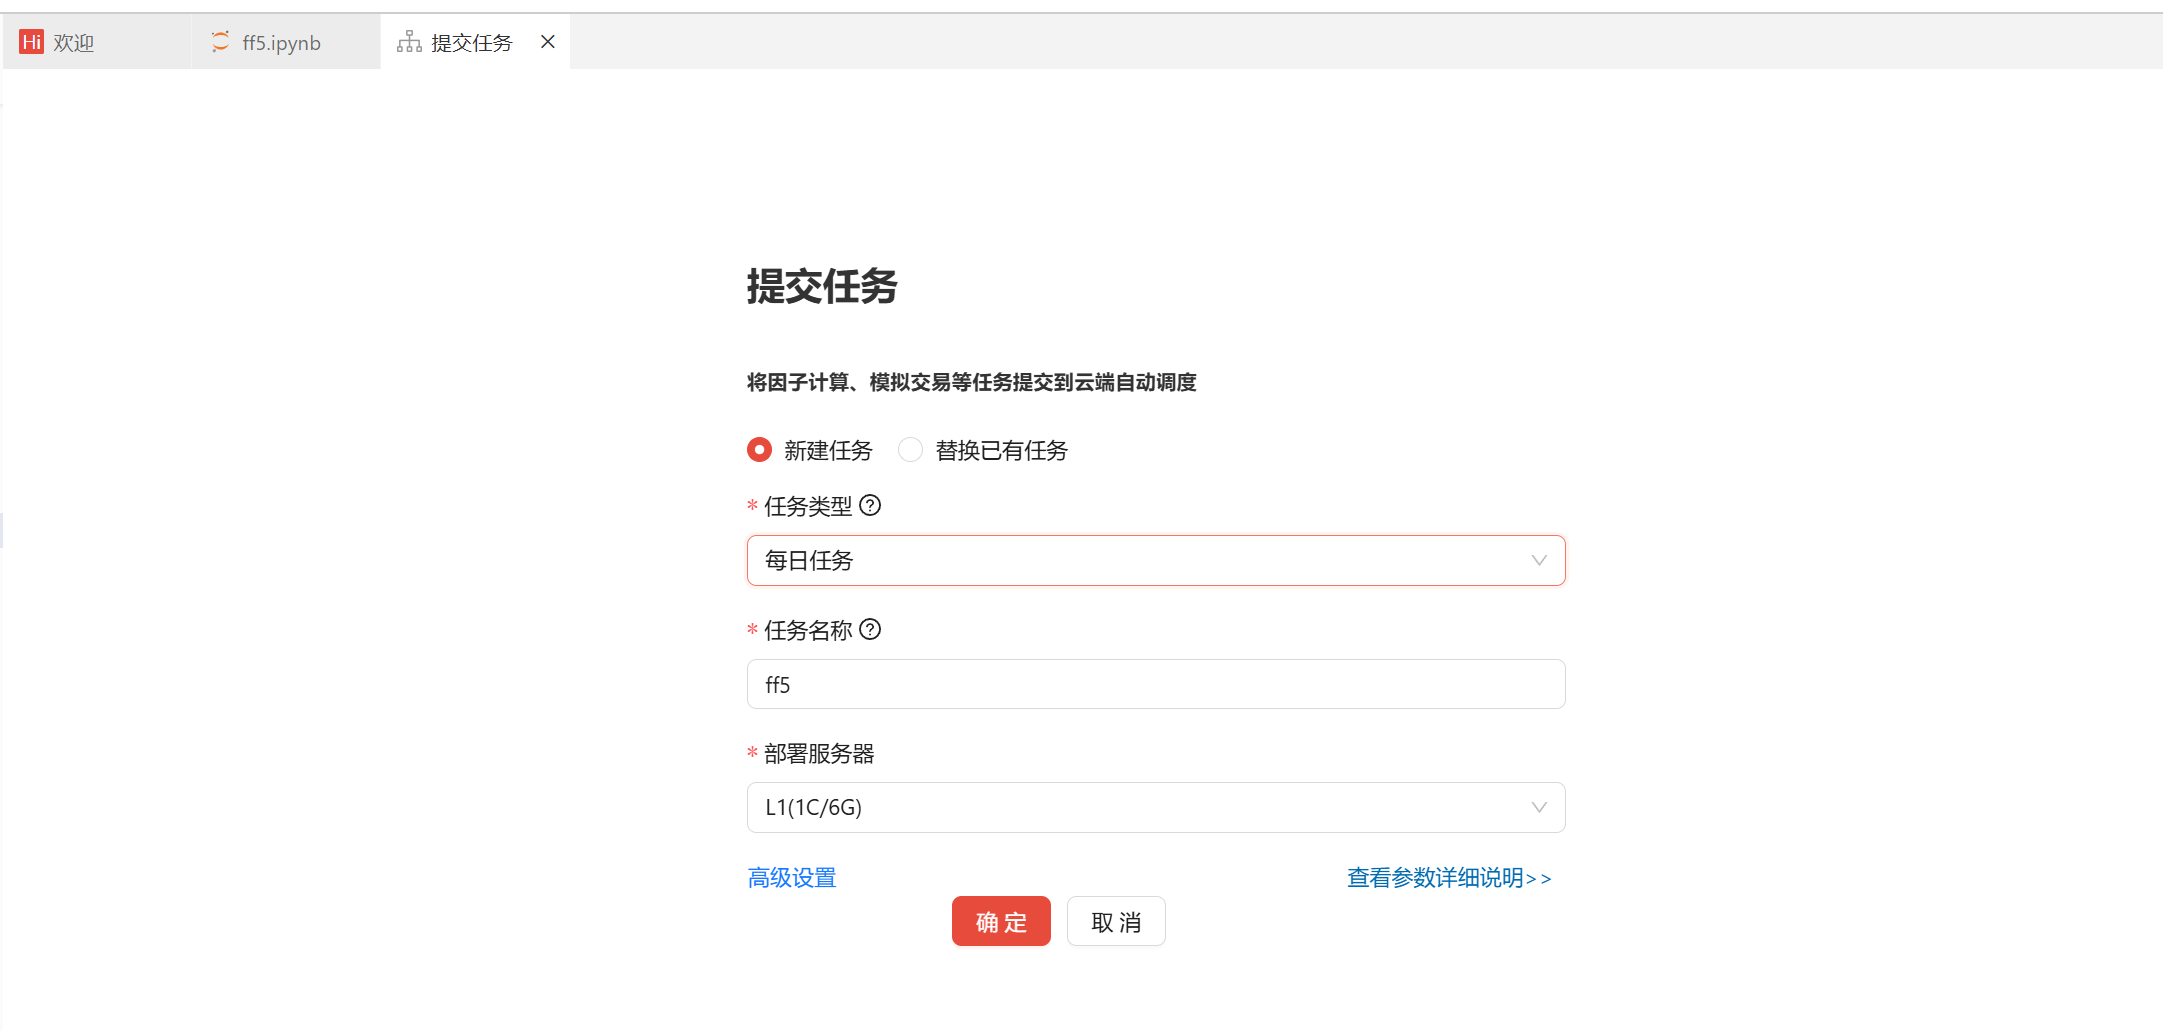 Hi 欢迎
ff5.ipynb
提交任务
提交任务
将因子计算、模拟交易等任务提交到云端自动调度
新建任务 替换已有任务
* 任务类型 ?
每日任务
* 任务名称 ?
ff5
* 部署服务器
L1(1C/6G)
高级设置 查看参数详细说明>>
确 定 取 消